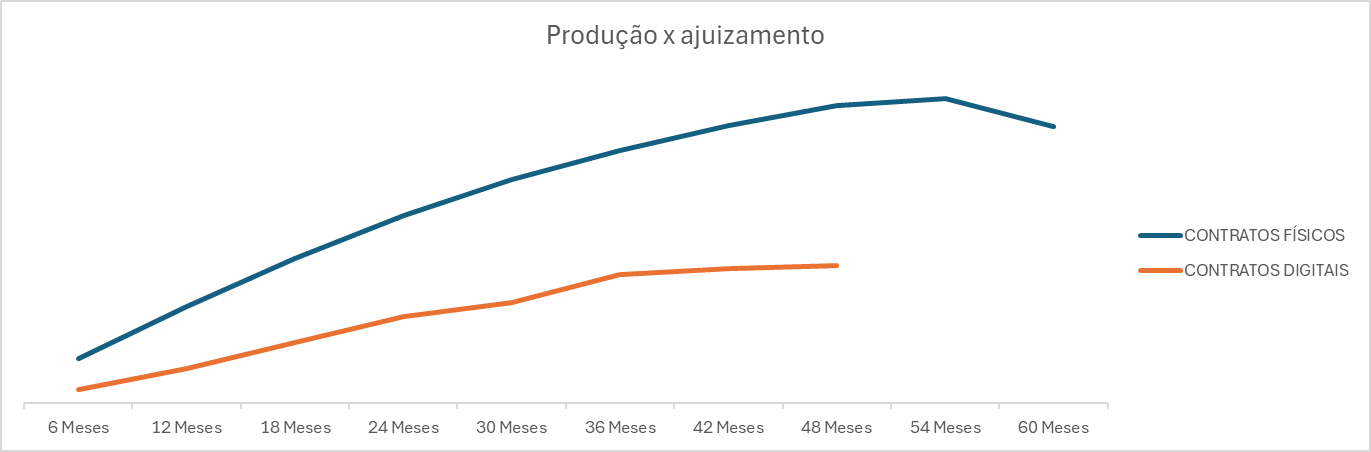 Produção x ajuizamento
CONTRATOS FÍSICOS
CONTRATOS DIGITAIS
6 Meses 12 Meses 18 Meses 24 Meses 30 Meses 36 Meses 42 Meses 48 Meses 54 Meses 60 Meses